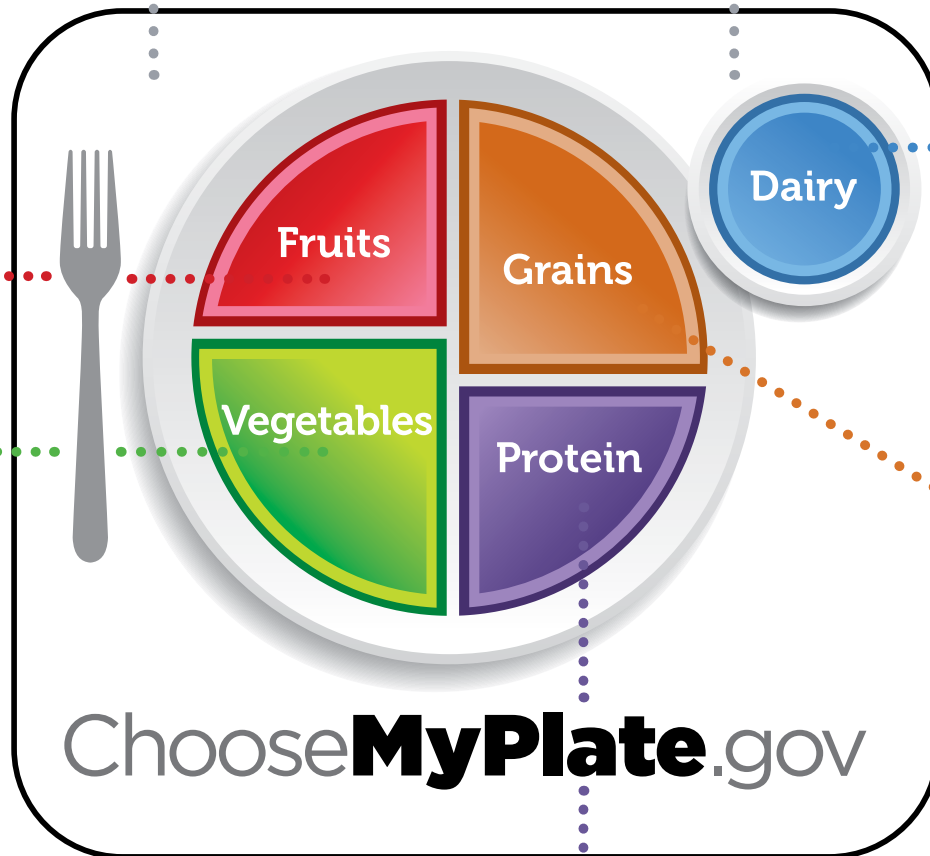 Fruits
Grains
Dairy
Vegetables
Protein
ChooseMyPlate.gov